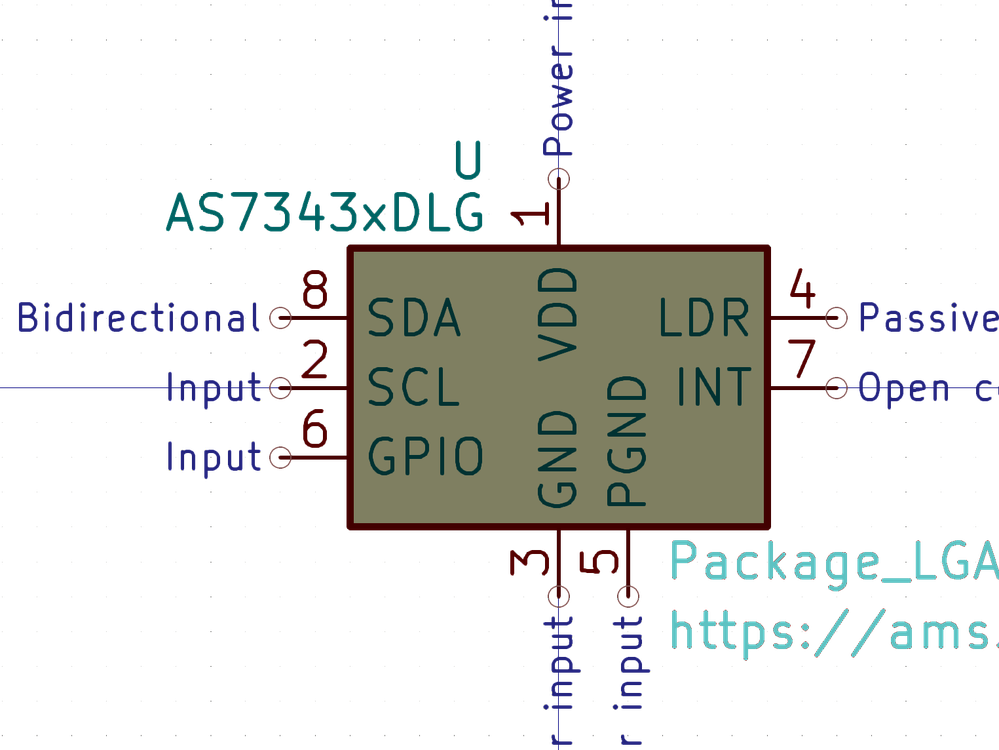 Power in
U
AS7343xDLG
1
8
VDD
4
Bidirectional
SDA
LDR
Passive
2
7
Input
SCL
INT
Open c
6
Input
GPIO
GND
PGND
3
5
Package_LGA
https://ams.
r input
r input